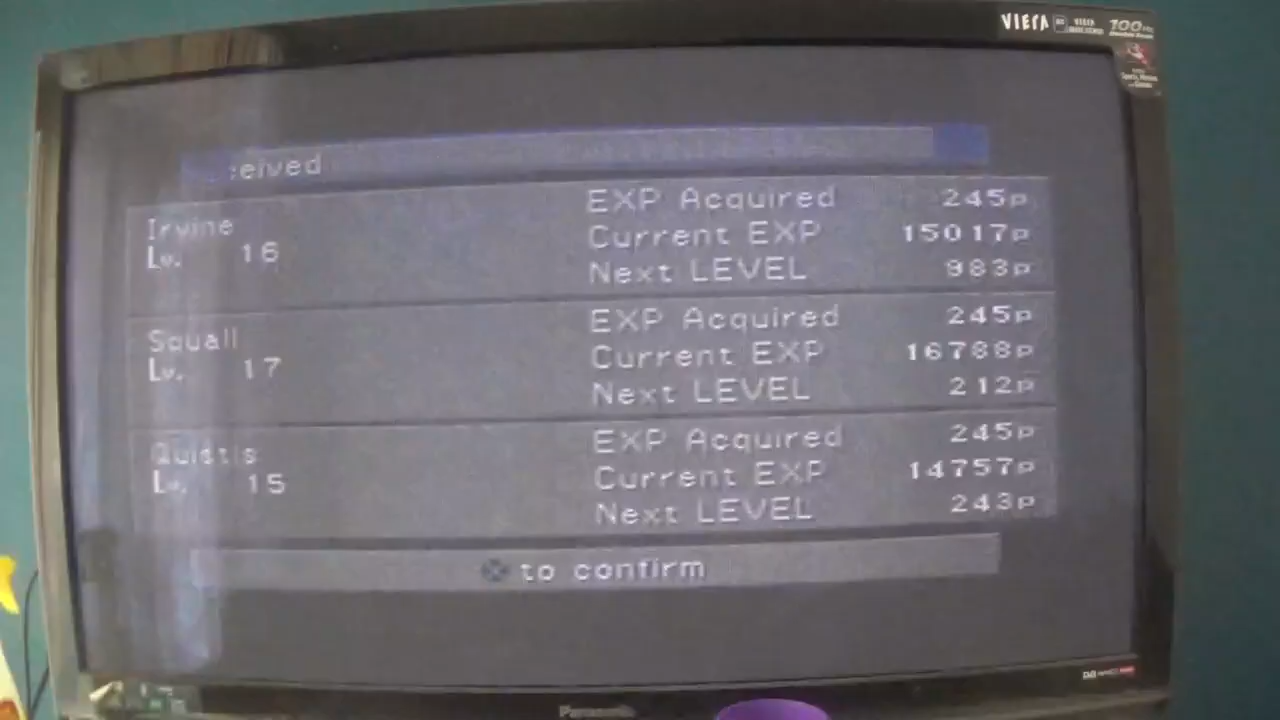 VIERA 100
eived
Irvine EXP Acquired 245p
Lv. 16 Current EXP 15017p
Next LEVEL 983p
Squall EXP Acquired 245p
Lv. 17 Current EXP 16788p
Next LEVEL 212p
Quistis EXP Acquired 245p
Lv. 15 Current EXP 14757p
Next LEVEL 243p
to confirm
Panasonic